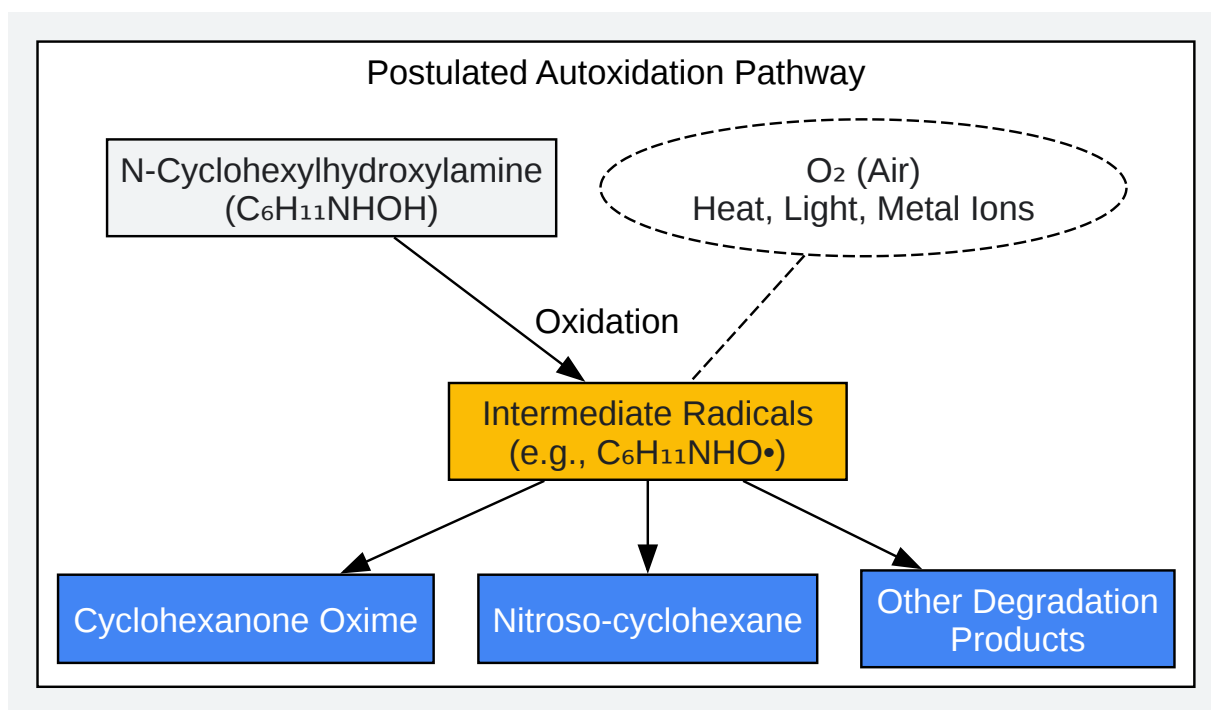 Postulated Autoxidation Pathway
N-Cyclohexylhydroxylamine
(C₆H₁₁NHOH)
O₂ (Air)
Heat, Light, Metal Ions
Oxidation
Intermediate Radicals
(e.g., C₆H₁₁NHO•)
Cyclohexanone Oxime
Nitroso-cyclohexane
Other Degradation
Products